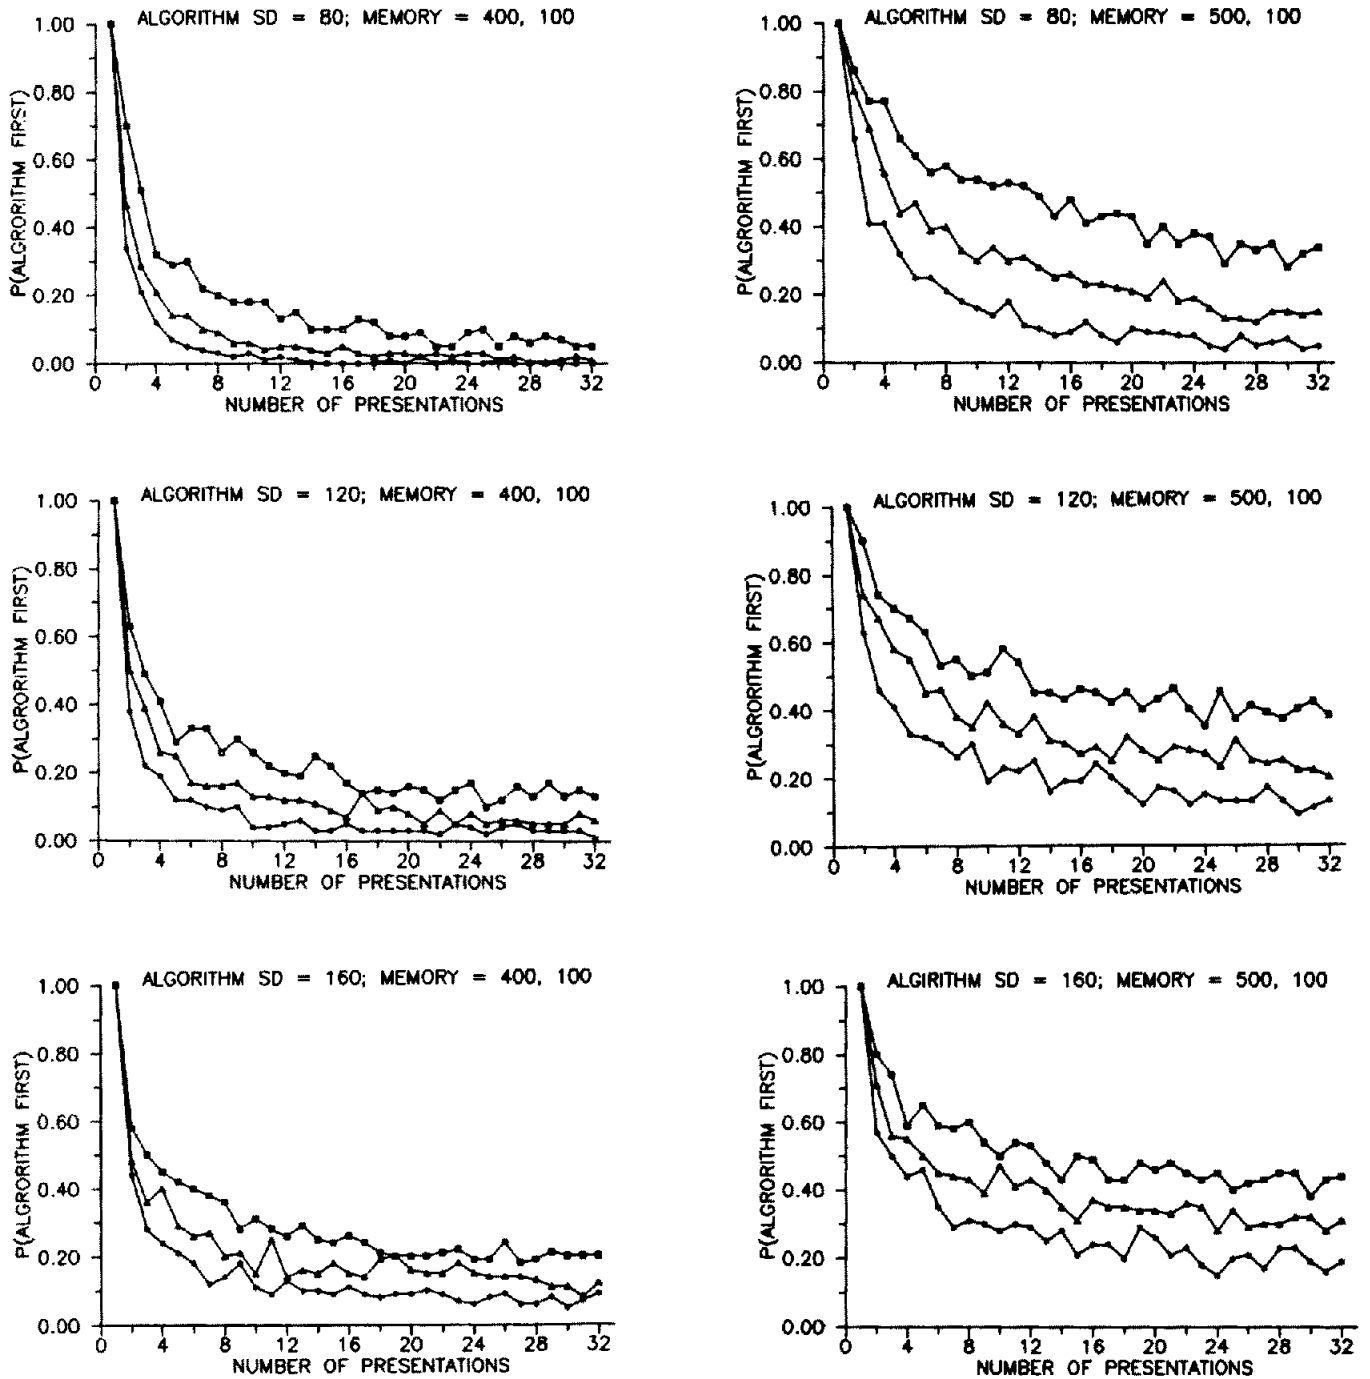 ALGORITHM SD = 80; MEMORY = 400, 100
P(ALGRORITHM FIRST)
1.00
0.80
0.60
0.40
0.20
0.00
0 4 8 12 16 20 24 28 32
NUMBER OF PRESENTATIONS
ALGORITHM SD = 80; MEMORY = 500, 100
P(ALGRORITHM FIRST)
1.00
0.80
0.60
0.40
0.20
0.00
0 4 8 12 16 20 24 28 32
NUMBER OF PRESENTATIONS
ALGORITHM SD = 120; MEMORY = 400, 100
P(ALGRORITHM FIRST)
1.00
0.80
0.60
0.40
0.20
0.00
0 4 8 12 16 20 24 28 32
NUMBER OF PRESENTATIONS
ALGORITHM SD = 120; MEMORY = 500, 100
P(ALGRORITHM FIRST)
1.00
0.80
0.60
0.40
0.20
0.00
0 4 8 12 16 20 24 28 32
NUMBER OF PRESENTATIONS
ALGORITHM SD = 160; MEMORY = 400, 100
P(ALGRORITHM FIRST)
1.00
0.80
0.60
0.40
0.20
0.00
0 4 8 12 16 20 24 28 32
NUMBER OF PRESENTATIONS
ALGIRITHM SD = 160; MEMORY = 500, 100
P(ALGRORITHM FIRST)
1.00
0.80
0.60
0.40
0.20
0.00
0 4 8 12 16 20 24 28 32
NUMBER OF PRESENTATIONS